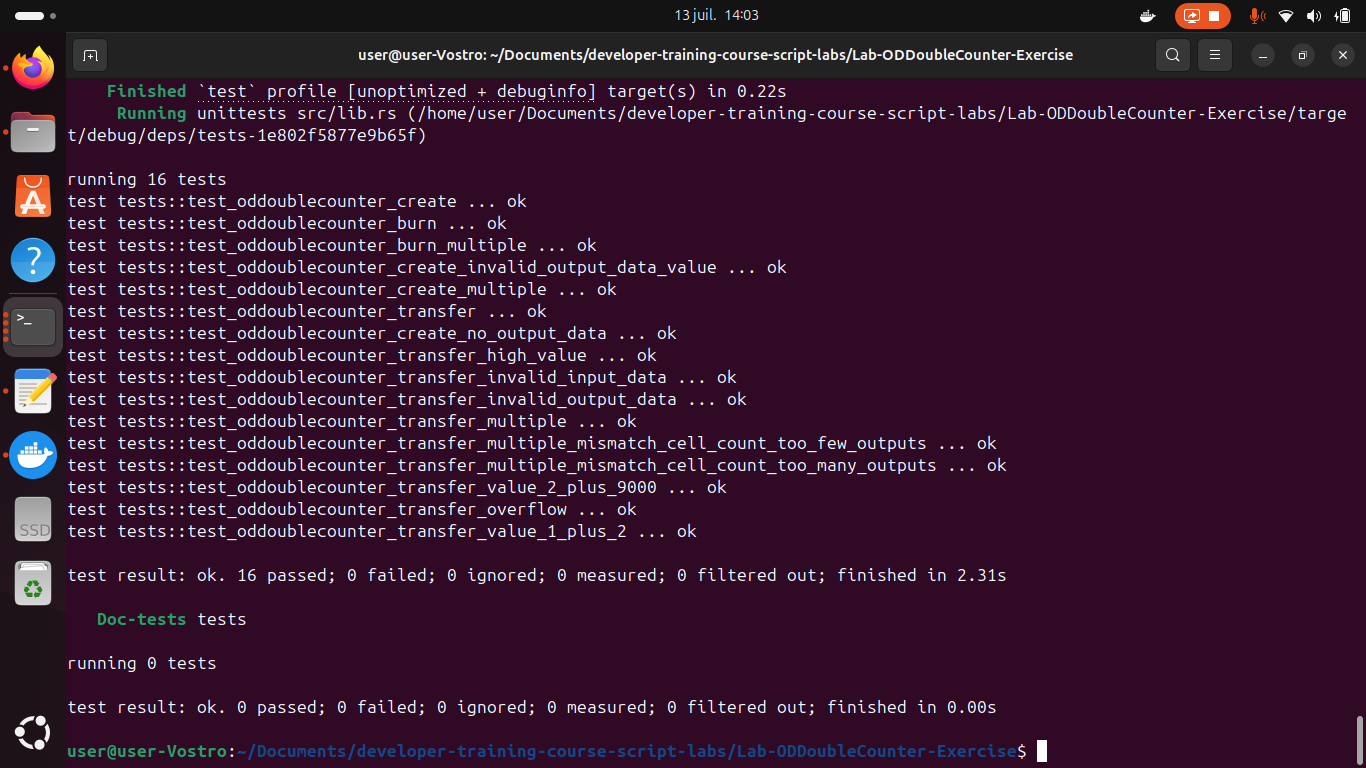 13 juil. 14:03
user@user-Vostro: ~/Documents/developer-training-course-script-labs/Lab-ODDoubleCounter-Exercise
Finished `test` profile [unoptimized + debuginfo] target(s) in 0.22s
Running unittests src/lib.rs (/home/user/Documents/developer-training-course-script-labs/Lab-ODDoubleCounter-Exercise/targe
t/debug/deps/tests-1e802f5877e9b65f)
running 16 tests
test tests::test_oddoublecounter_create ... ok
test tests::test_oddoublecounter_burn ... ok
test tests::test_oddoublecounter_burn_multiple ... ok
test tests::test_oddoublecounter_create_invalid_output_data_value ... ok
test tests::test_oddoublecounter_create_multiple ... ok
test tests::test_oddoublecounter_transfer ... ok
test tests::test_oddoublecounter_create_no_output_data ... ok
test tests::test_oddoublecounter_transfer_high_value ... ok
test tests::test_oddoublecounter_transfer_invalid_input_data ... ok
test tests::test_oddoublecounter_transfer_invalid_output_data ... ok
test tests::test_oddoublecounter_transfer_multiple ... ok
test tests::test_oddoublecounter_transfer_multiple_mismatch_cell_count_too_few_outputs ... ok
test tests::test_oddoublecounter_transfer_multiple_mismatch_cell_count_too_many_outputs ... ok
test tests::test_oddoublecounter_transfer_value_2_plus_9000 ... ok
test tests::test_oddoublecounter_transfer_overflow ... ok
test tests::test_oddoublecounter_transfer_value_1_plus_2 ... ok
test result: ok. 16 passed; 0 failed; 0 ignored; 0 measured; 0 filtered out; finished in 2.31s
Doc-tests tests
running 0 tests
test result: ok. 0 passed; 0 failed; 0 ignored; 0 measured; 0 filtered out; finished in 0.00s
user@user-Vostro:~/Documents/developer-training-course-script-labs/Lab-ODDoubleCounter-Exercise$
>_
?
SSD